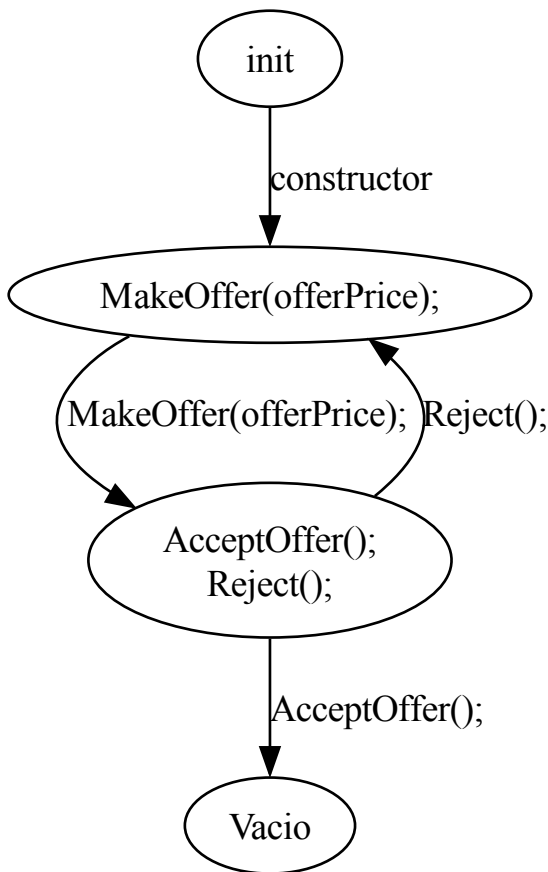 init
constructor
MakeOffer(offerPrice);
MakeOffer(offerPrice);
Reject();
AcceptOffer();
Reject();
AcceptOffer();
Vacio